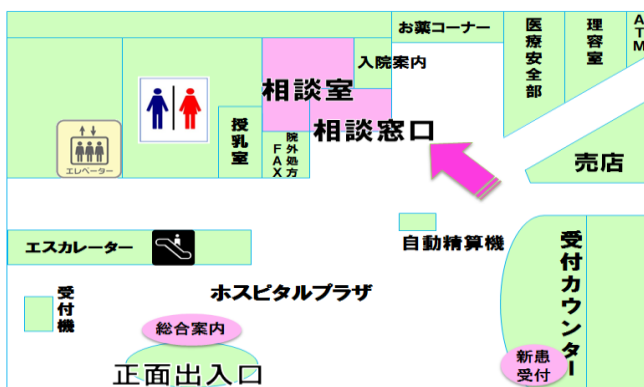 お薬コーナー
医療安全部
理容室
ATM
入院案内
相談室
相談窓口
授乳室
院外処方
FAX
エレベーター
売店
エスカレーター
自動精算機
受付カウンター
ホスピタルプラザ
受付機
総合案内
正面出入口
新患
受付